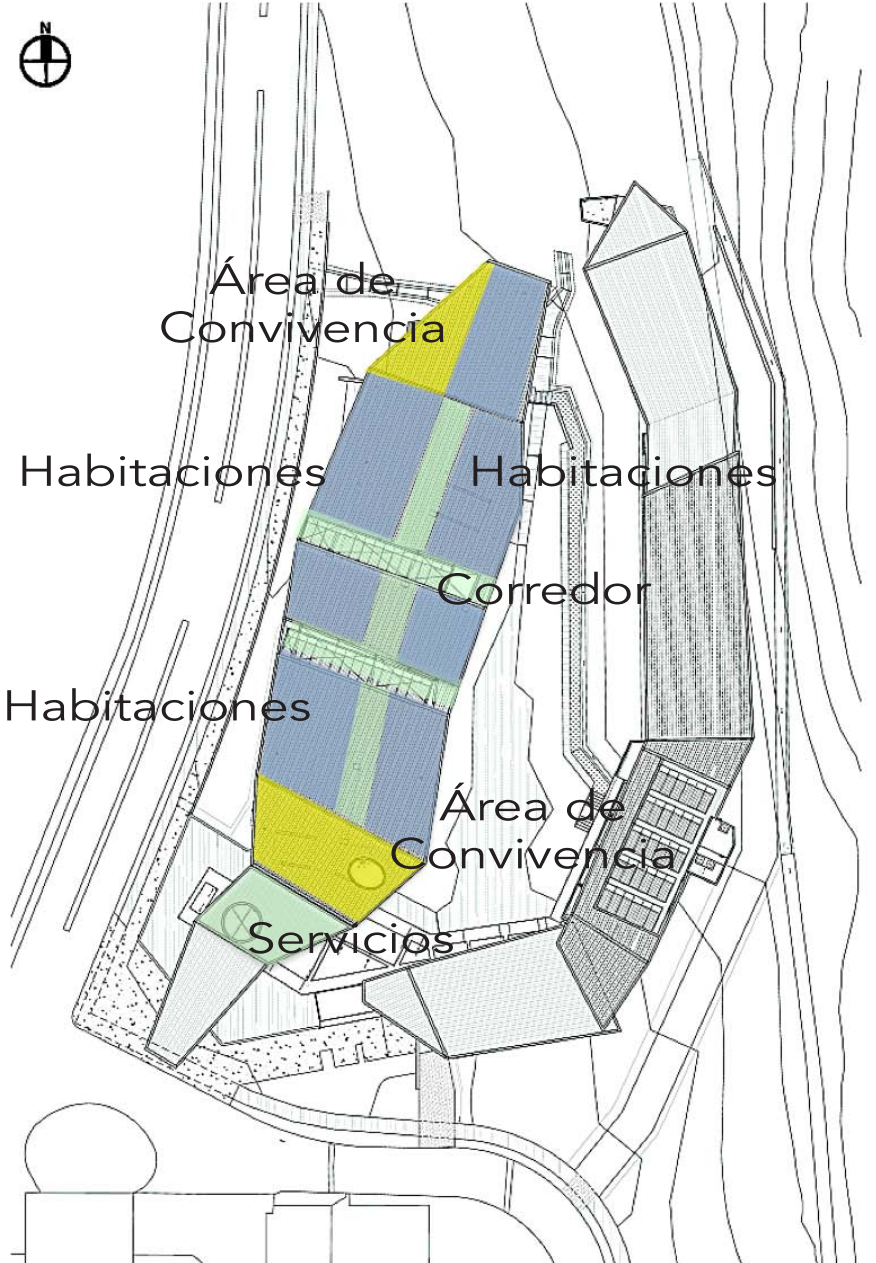 N
Área de
Convivencia
Habitaciones
Habitaciones
Corredor
Habitaciones
Área de
Convivencia
Servicios